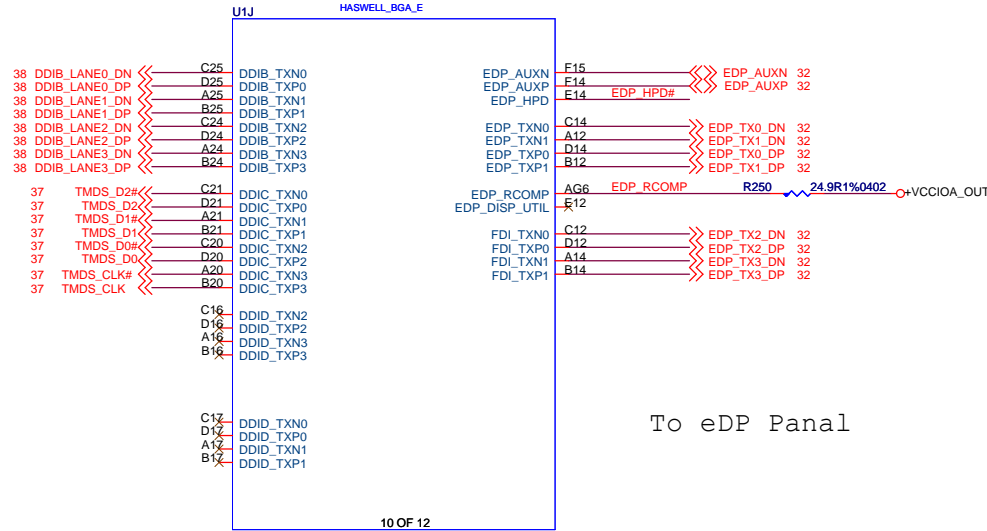 U1J HASWELL_BGA_E
38 DDIB_LANE0_DN C25 DDIB_TXN0 EDP_AUXN F15 EDP_AUXN 32
38 DDIB_LANE0_DP D25 DDIB_TXP0 EDP_AUXP F14 EDP_AUXP 32
38 DDIB_LANE1_DN A25 DDIB_TXN1 EDP_HPD E14 EDP_HPD#
38 DDIB_LANE1_DP B25 DDIB_TXP1
38 DDIB_LANE2_DN C24 DDIB_TXN2 EDP_TXN0 C14 EDP_TX0_DN 32
38 DDIB_LANE2_DP D24 DDIB_TXP2 EDP_TXN1 A12 EDP_TX1_DN 32
38 DDIB_LANE3_DN A24 DDIB_TXN3 EDP_TXP0 D14 EDP_TX0_DP 32
38 DDIB_LANE3_DP B24 DDIB_TXP3 EDP_TXP1 B12 EDP_TX1_DP 32
37 TMDS_D2# C21 DDIC_TXN0 EDP_RCOMP AG6 EDP_RCOMP R250 24.9R1%0402 +VCCIOA_OUT
37 TMDS_D2 D21 DDIC_TXP0 EDP_DISP_UTIL E12
37 TMDS_D1# A21 DDIC_TXN1
37 TMDS_D1 B21 DDIC_TXP1 FDI_TXN0 C12 EDP_TX2_DN 32
37 TMDS_D0# C20 DDIC_TXN2 FDI_TXP0 D12 EDP_TX2_DP 32
37 TMDS_D0 D20 DDIC_TXP2 FDI_TXN1 A14 EDP_TX3_DN 32
37 TMDS_CLK# A20 DDIC_TXN3 FDI_TXP1 B14 EDP_TX3_DP 32
37 TMDS_CLK B20 DDIC_TXP3
C16 DDID_TXN2
D16 DDID_TXP2
A16 DDID_TXN3
B16 DDID_TXP3
C17 DDID_TXN0
D17 DDID_TXP0
A17 DDID_TXN1
B17 DDID_TXP1
To eDP Panal
10 OF 12